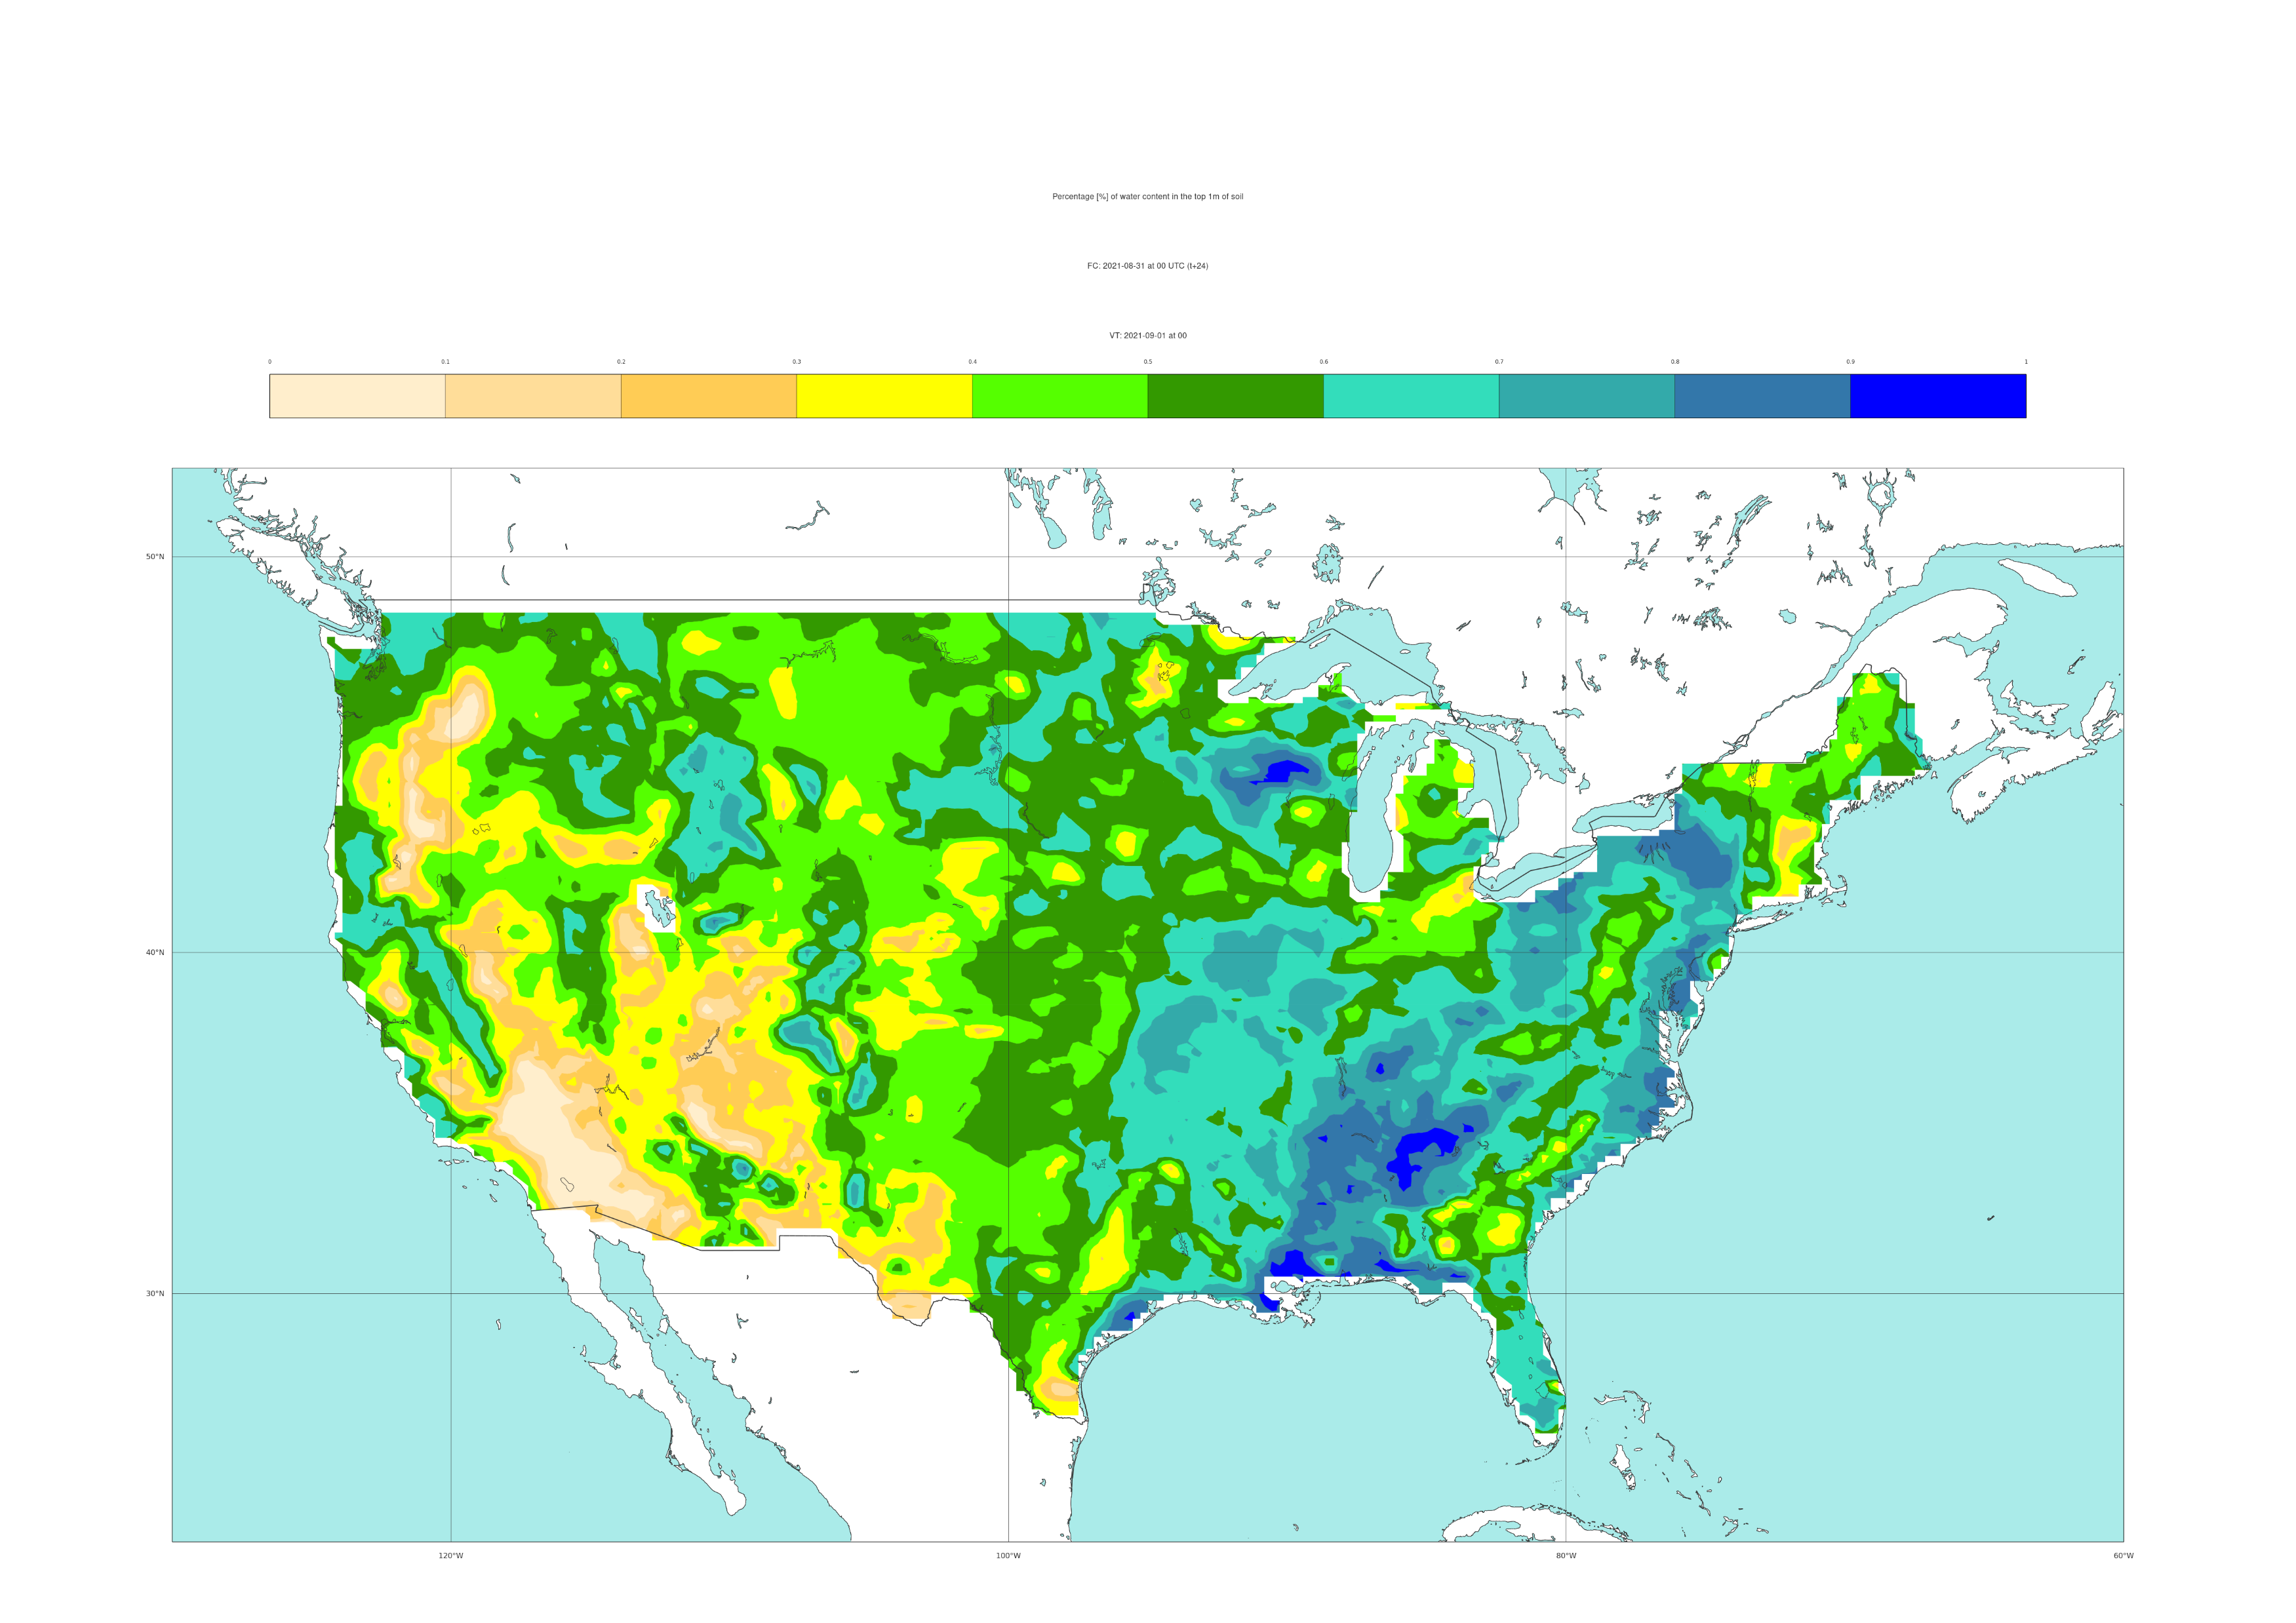 Percentage [%] of water content in the top 1m of soil
FC: 2021-08-31 at 00 UTC (t+24)
VT: 2021-09-01 at 00
0 0.1 0.2 0.3 0.4 0.5 0.6 0.7 0.8 0.9 1
50°N
40°N
30°N
120°W 100°W 80°W 60°W